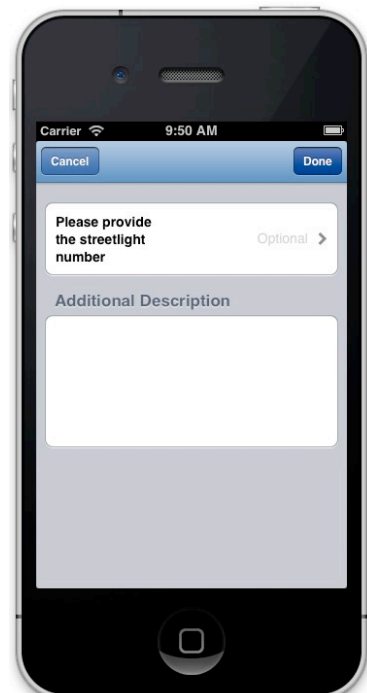 Carrier 9:50 AM
Cancel Done
Please provide
the streetlight
number
Optional
Additional Description